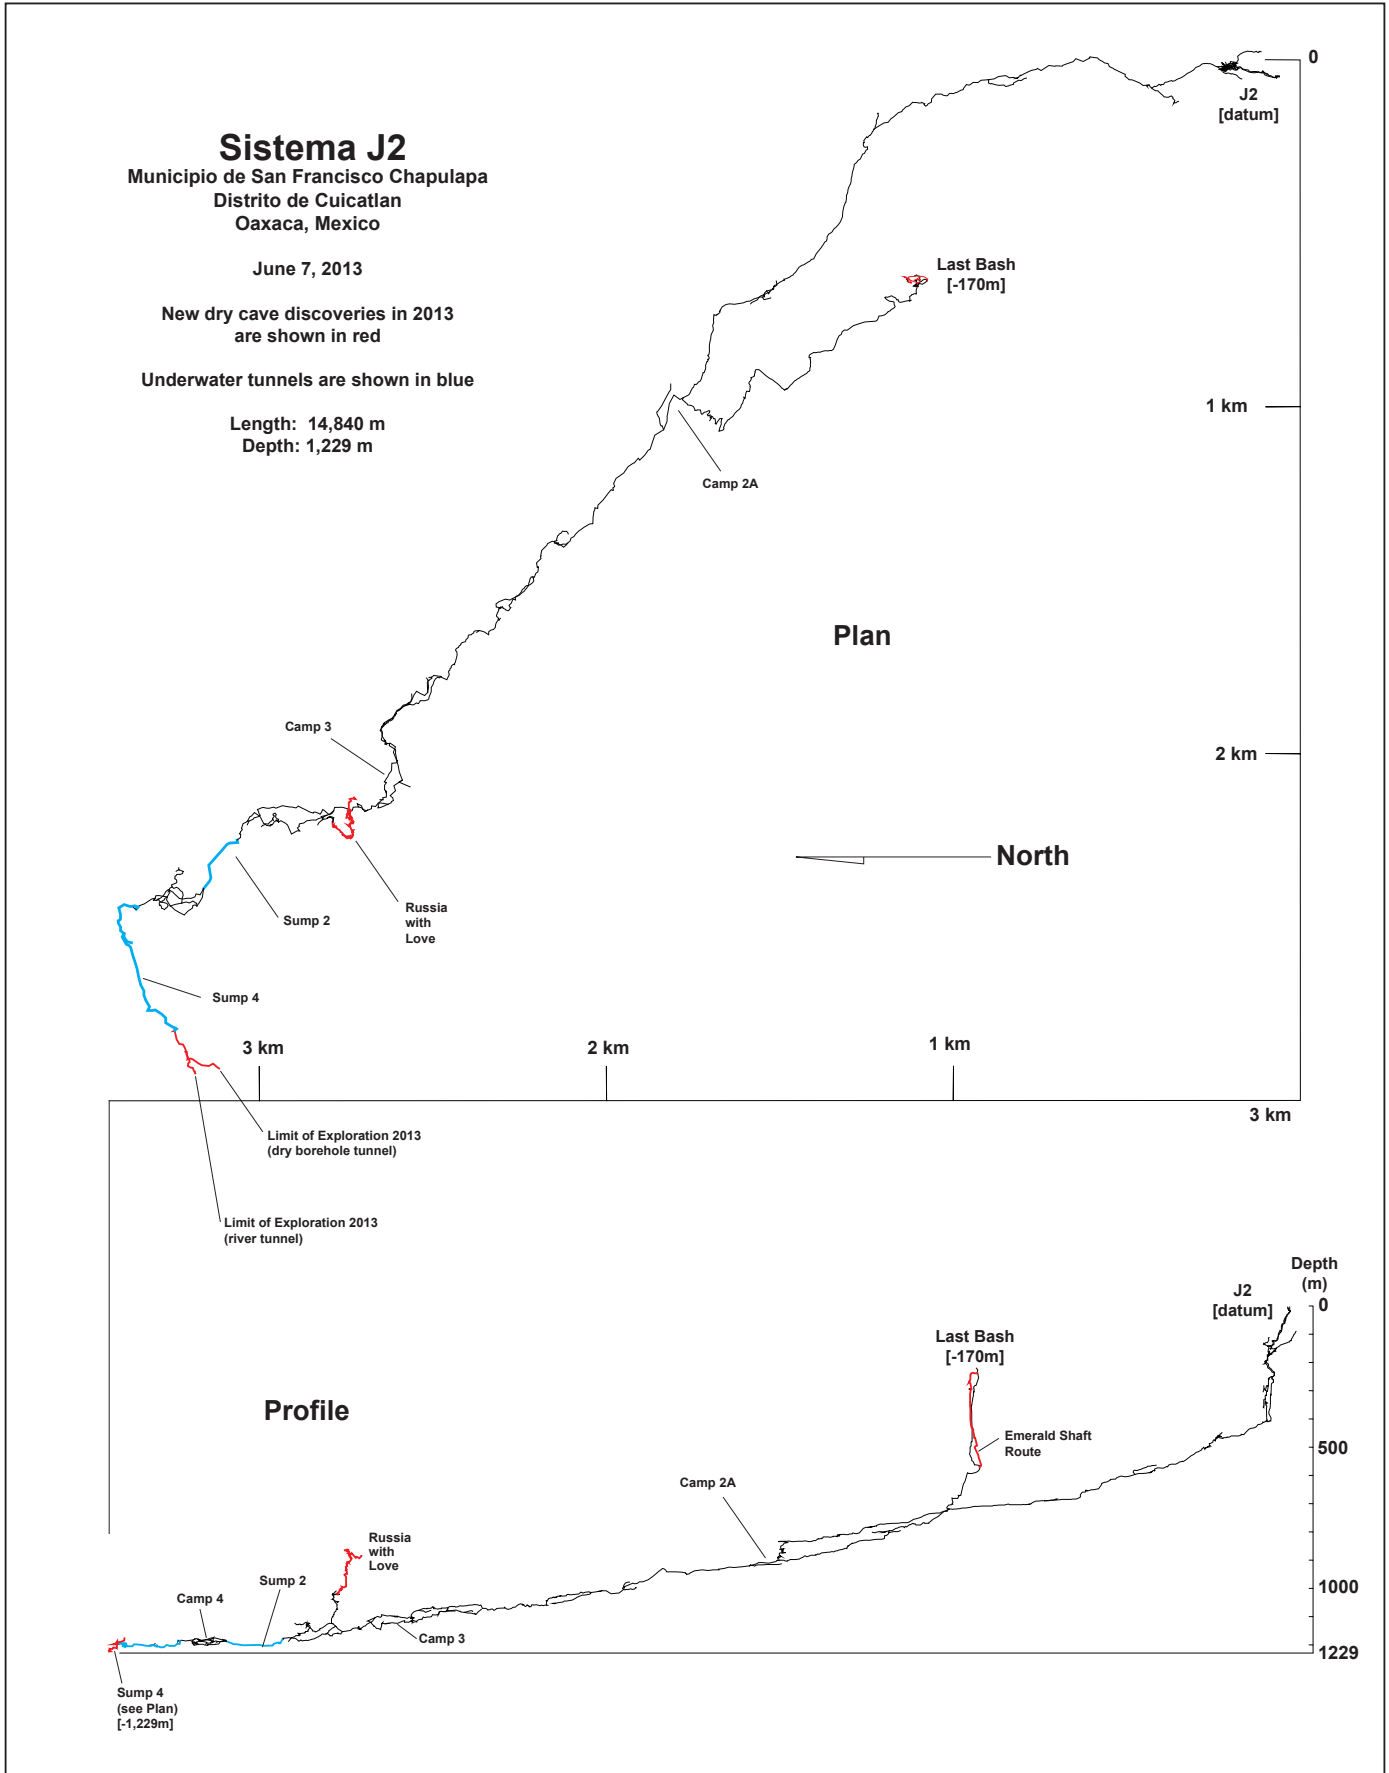 Sistema J2
Municipio de San Francisco Chapulapa
Distrito de Cuicatlan
Oaxaca, Mexico
June 7, 2013
New dry cave discoveries in 2013
are shown in red
Underwater tunnels are shown in blue
Length: 14,840 m
Depth: 1,229 m
0
J2
[datum]
Last Bash
[-170m]
1 km
Camp 2A
Plan
Camp 3
2 km
North
Russia
with
Love
Sump 2
Sump 4
3 km
2 km
1 km
3 km
Limit of Exploration 2013
(dry borehole tunnel)
Limit of Exploration 2013
(river tunnel)
Depth
(m)
J2
[datum]
0
Last Bash
[-170m]
Profile
Emerald Shaft
Route
500
Camp 2A
Russia
with
Love
Sump 2
Camp 4
1000
Camp 3
1229
Sump 4
(see Plan)
[-1,229m]